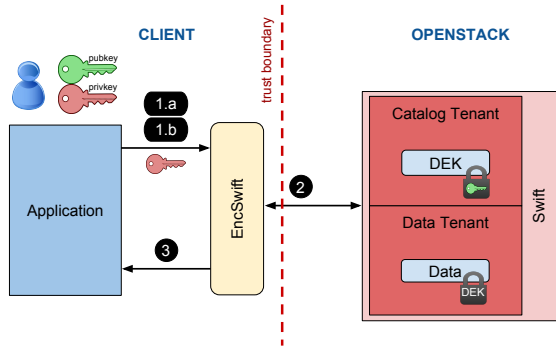 CLIENT
OPENSTACK
trust boundary
pubkey
privkey
1.a
1.b
Application
EncSwift
2
3
Catalog Tenant
DEK
Data Tenant
Data
DEK
Swift